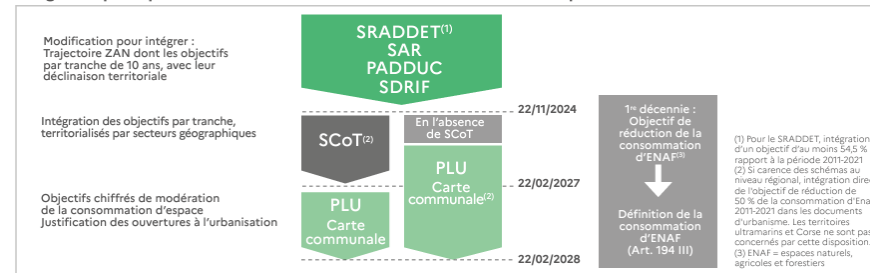 Modification pour intégrer :
Trajectoire ZAN dont les objectifs
par tranche de 10 ans, avec leur
déclinaison territoriale
SRADDET(1)
SAR
PADDUC
SDRIF
22/11/2024
Intégration des objectifs par tranche,
territorialisés par secteurs géographiques
SCoT(2)
En l'absence
de SCoT
PLU
Carte
communale(2)
22/02/2027
Objectifs chiffrés de modération
de la consommation d'espace
Justification des ouvertures à l'urbanisation
PLU
Carte
communale
22/02/2028
1re décennie :
Objectif de
réduction de la
consommation
d'ENAF(3)
Définition de la
consommation
d'ENAF
(Art. 194 III)
(1) Pour le SRADDET, intégration
d'un objectif d'au moins 54,5 %
rapport à la période 2011-2021
(2) Si carence des schémas au
niveau régional, intégration
de l'objectif de réduction de
50 % de la consommation
2011-2021 dans les documents
d'urbanisme. Les territoires
ultramarins et Corse ne sont pas
concernés par cette disposition.
(3) ENAF = espaces naturels,
agricoles et forestiers